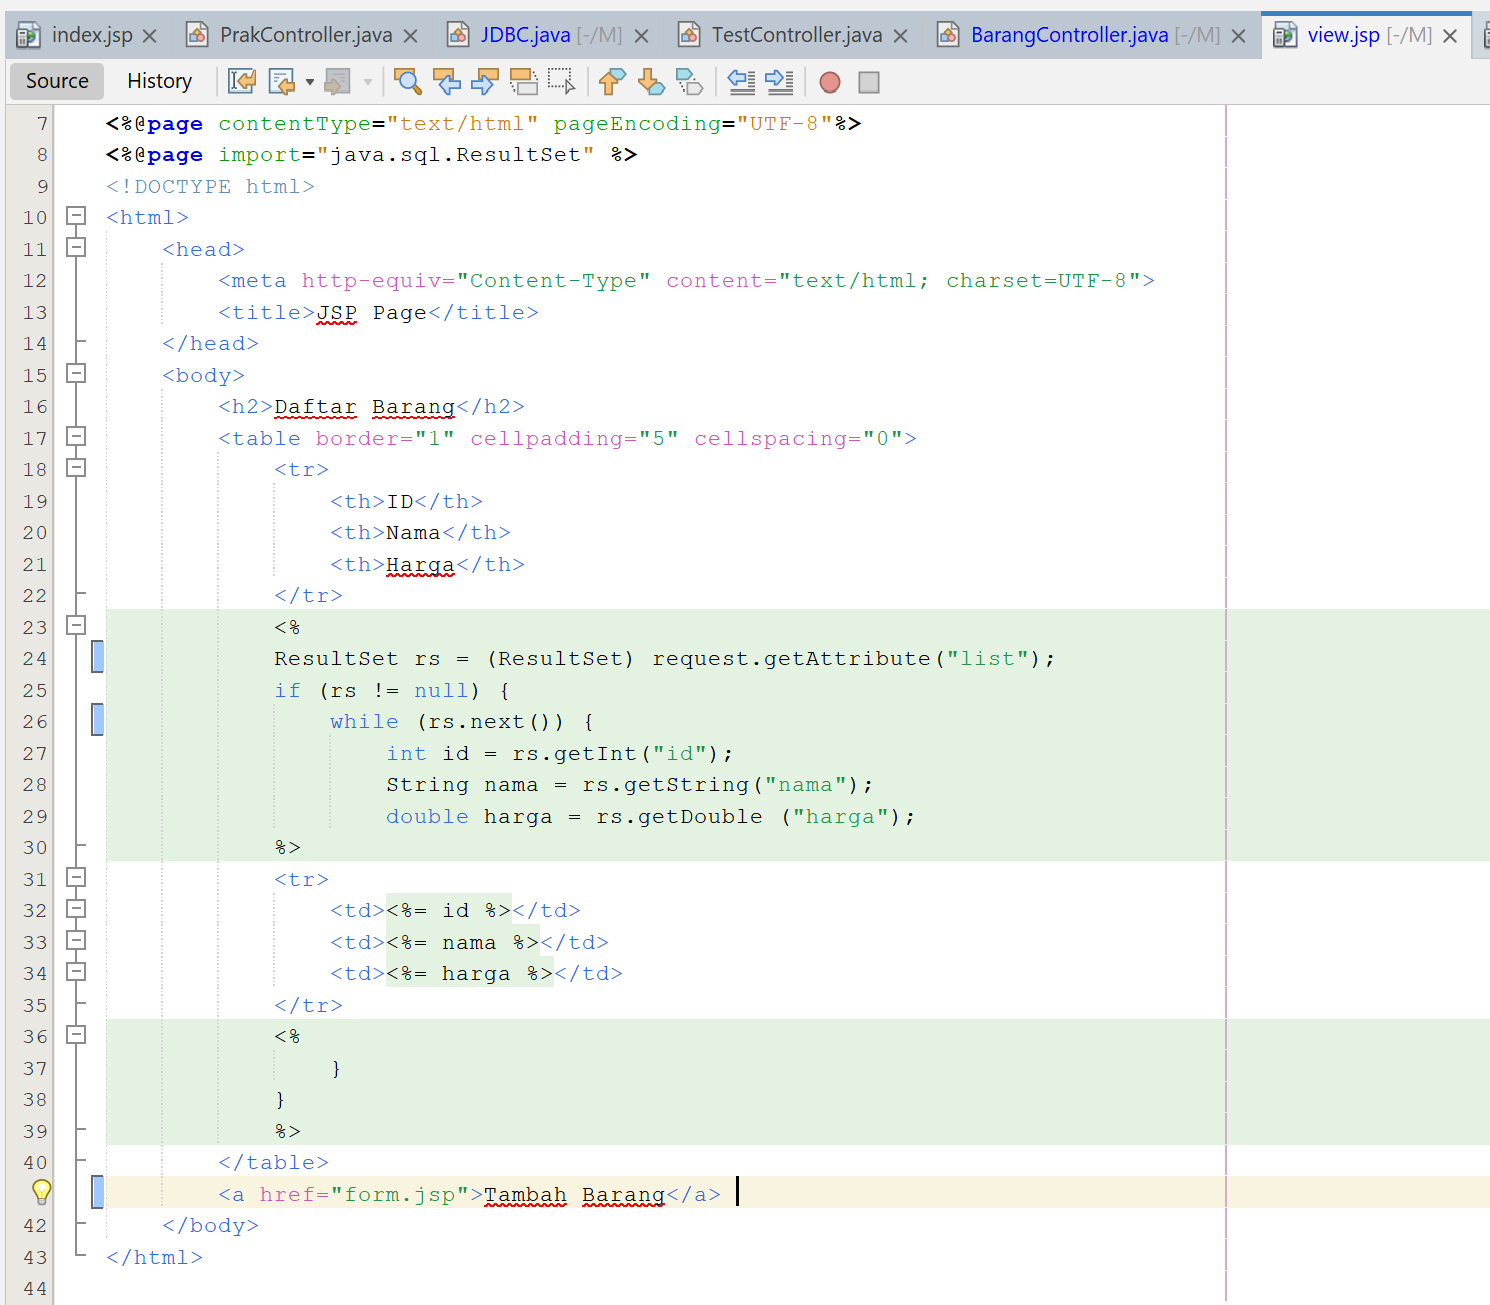 index.jsp PrakController.java JDBC.java [-/M] TestController.java BarangController.java [-/M] view.jsp [-/M]
Source History
7 <%@page contentType="text/html" pageEncoding="UTF-8"%>
8 <%@page import="java.sql.ResultSet" %>
9 <!DOCTYPE html>
10 <html>
11     <head>
12         <meta http-equiv="Content-Type" content="text/html; charset=UTF-8">
13         <title>JSP Page</title>
14     </head>
15     <body>
16         <h2>Daftar Barang</h2>
17         <table border="1" cellpadding="5" cellspacing="0">
18             <tr>
19                 <th>ID</th>
20                 <th>Nama</th>
21                 <th>Harga</th>
22             </tr>
23             <%
24             ResultSet rs = (ResultSet) request.getAttribute("list");
25             if (rs != null) {
26                 while (rs.next()) {
27                     int id = rs.getInt("id");
28                     String nama = rs.getString("nama");
29                     double harga = rs.getDouble ("harga");
30             %>
31             <tr>
32                 <td><%= id %></td>
33                 <td><%= nama %></td>
34                 <td><%= harga %></td>
35             </tr>
36             <%
37                 }
38             }
39             %>
40         </table>
        <a href="form.jsp">Tambah Barang</a>
42     </body>
43 </html>
44